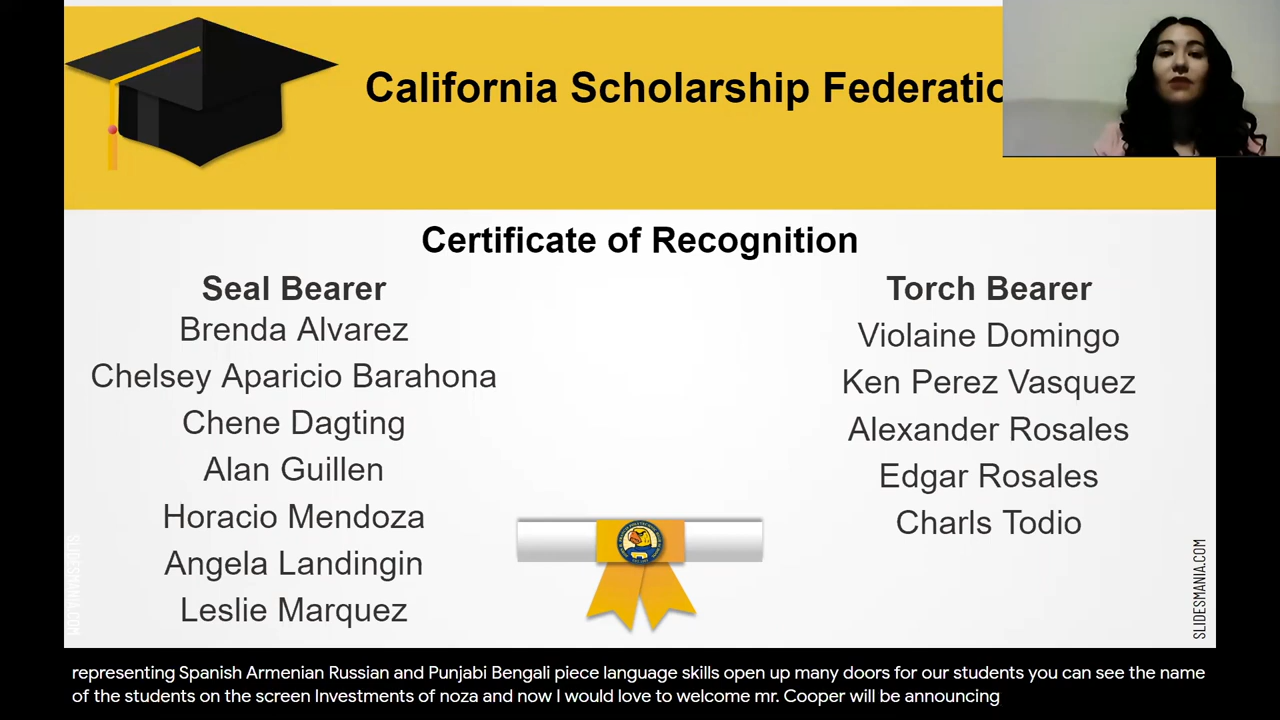 California Scholarship Federatio
Certificate of Recognition
Seal Bearer
Brenda Alvarez
Chelsey Aparicio Barahona
Chene Dagting
Alan Guillen
Horacio Mendoza
Angela Landingin
Leslie Marquez
Torch Bearer
Violaine Domingo
Ken Perez Vasquez
Alexander Rosales
Edgar Rosales
Charls Todio
SLIDESMANIA.COM
SLIDESMANIA.COM
representing Spanish Armenian Russian and Punjabi Bengali piece language skills open up many doors for our students you can see the name
of the students on the screen Investments of noza and now I would love to welcome mr. Cooper will be announcing